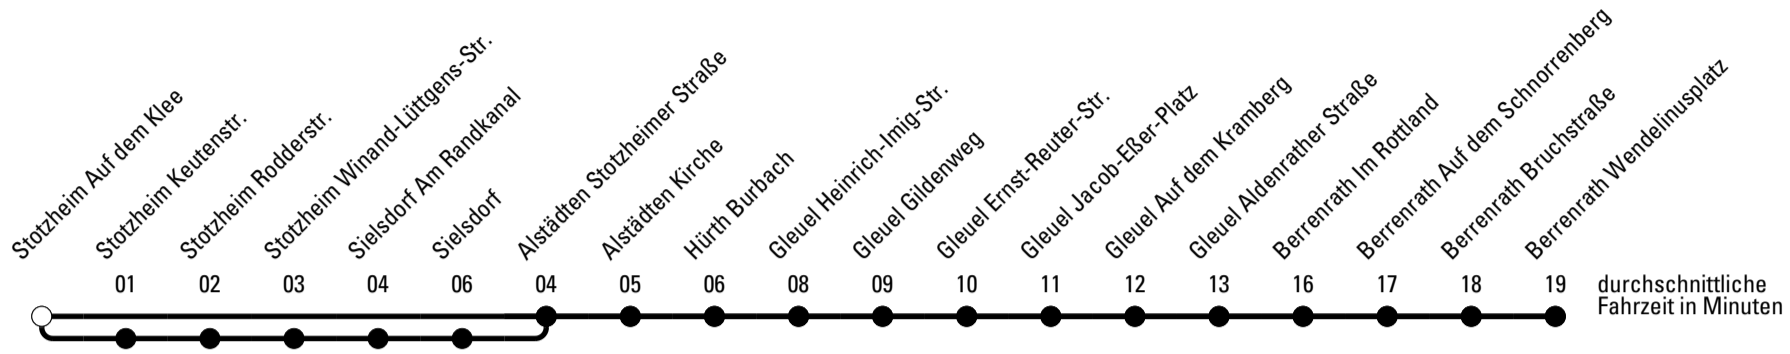 Stotzheim Auf dem Klee
Stotzheim Keutenstr.
Stotzheim Rodderstr.
Stotzheim Winand-Lüttgens-Str.
Sielsdorf Am Randkanal
Sielsdorf
Alstädten Stotzheimer Straße
Alstädten Kirche
Hürth Burbach
Gleuel Heinrich-Imig-Str.
Gleuel Gildenweg
Gleuel Ernst-Reuter-Str.
Gleuel Jacob-Eßer-Platz
Gleuel Auf dem Kramberg
Gleuel Aldenrather Straße
Berrenrath Im Rottland
Berrenrath Auf dem Schnorrenberg
Berrenrath Bruchstraße
Berrenrath Wendelinusplatz
01 02 03 04 06 04 05 06 08 09 10 11 12 13 16 17 18 19 durchschnittliche
Fahrzeit in Minuten